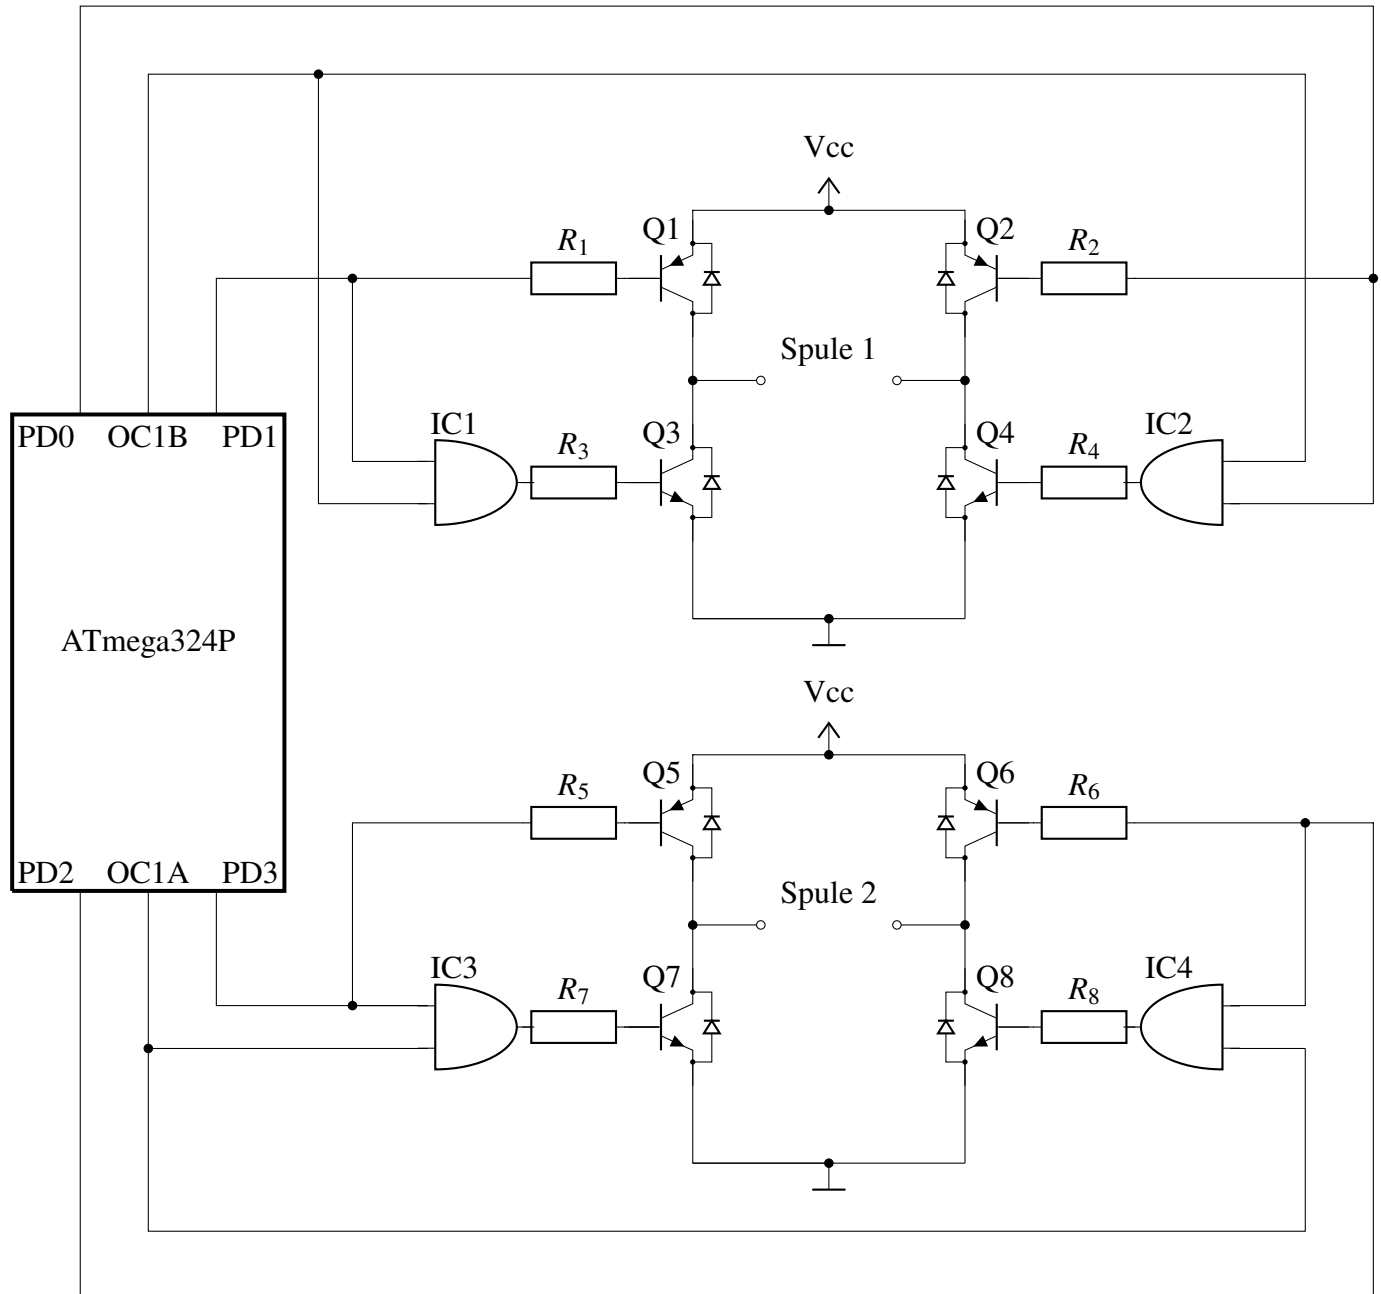 Vcc
Q1
Q2
R1
R2
Spule 1
PD0
OC1B
PD1
IC1
R3
Q3
Q4
R4
IC2
ATmega324P
Vcc
Q5
Q6
R5
R6
PD2
OC1A
PD3
Spule 2
IC3
R7
Q7
Q8
R8
IC4